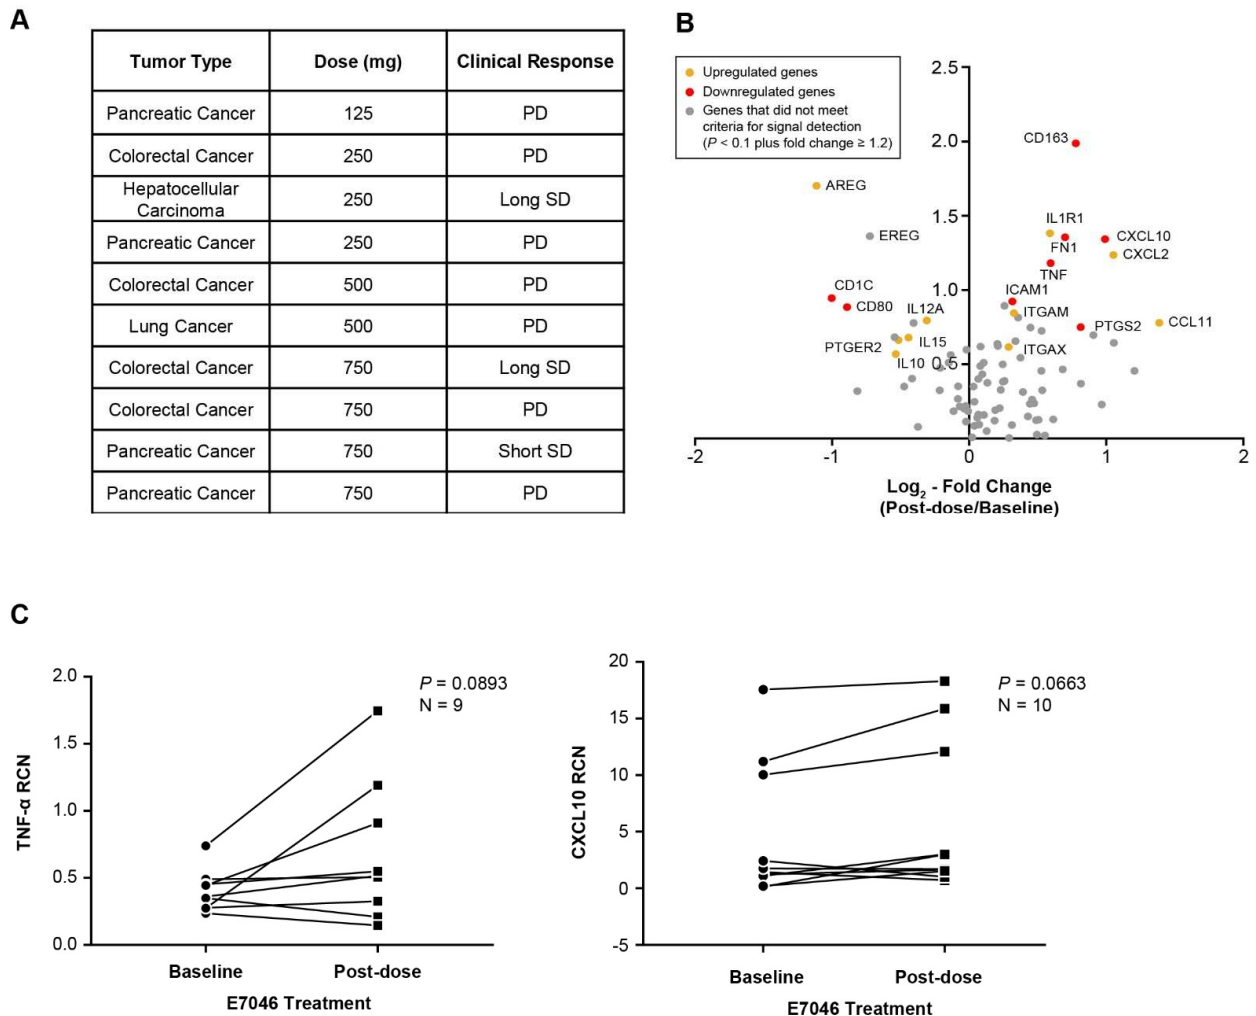 A
Tumor Type Dose (mg) Clinical Response
Pancreatic Cancer 125 PD
Colorectal Cancer 250 PD
Hepatocellular
Carcinoma 250 Long SD
Pancreatic Cancer 250 PD
Colorectal Cancer 500 PD
Lung Cancer 500 PD
Colorectal Cancer 750 Long SD
Colorectal Cancer 750 PD
Pancreatic Cancer 750 Short SD
Pancreatic Cancer 750 PD
B
Upregulated genes
Downregulated genes
Genes that did not meet
criteria for signal detection
(P < 0.1 plus fold change ≥ 1.2)
2.5
2.0
1.5
1.0
0.5
CD163
AREG
IL1R1
EREG
FN1
CXCL10
CXCL2
TNF
CD1C
ICAM1
CD80
IL12A
ITGAM
PTGS2
CCL11
PTGER2
IL15
ITGAX
IL10
-2 -1 0 1 2
Log2 - Fold Change
(Post-dose/Baseline)
C
2.0
1.5
1.0
0.5
0.0
TNF-α RCN
P = 0.0893
N = 9
Baseline Post-dose
E7046 Treatment
20
15
10
5
0
-5
CXCL10 RCN
P = 0.0663
N = 10
Baseline Post-dose
E7046 Treatment